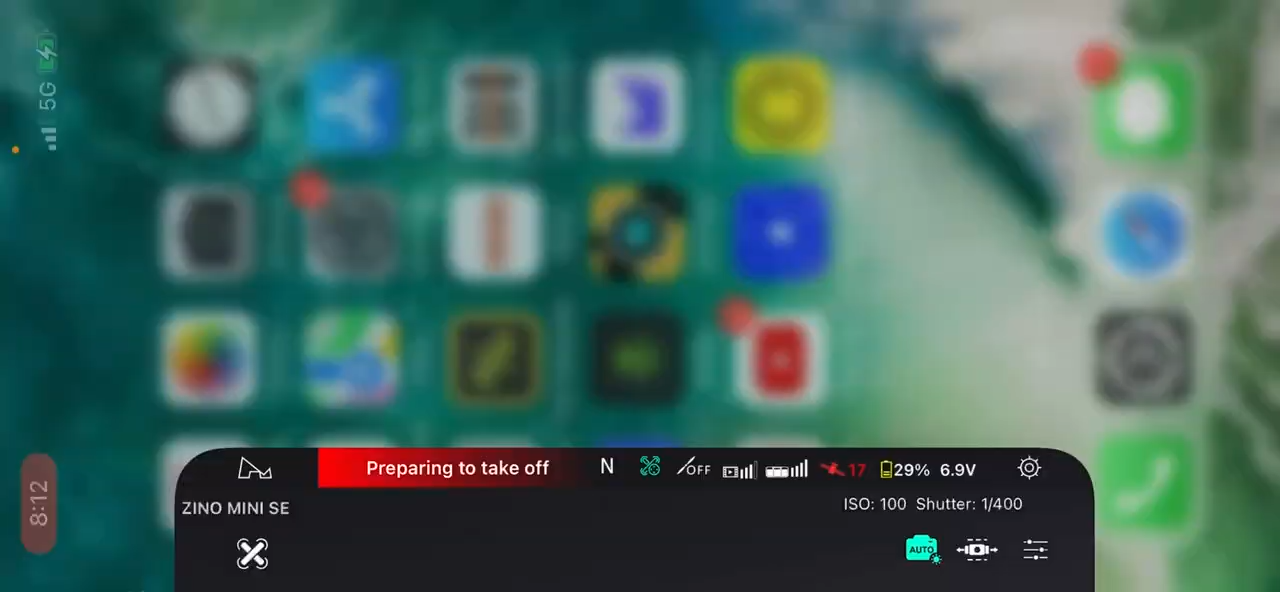 5G
8:12
Preparing to take off
N
OFF
17
29% 6.9V
ZINO MINI SE
ISO: 100 Shutter: 1/400
AUTO